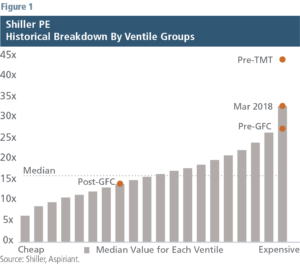 Figure 1
Shiller PE
Historical Breakdown By Ventile Groups
45x
40x
35x
30x
25x
20x
15x
10x
5x
0x
Pre-TMT
Mar 2018
Pre-GFC
Median
Post-GFC
Cheap
Median Value for Each Ventile
Expensive
Source: Shiller, Aspiriant.